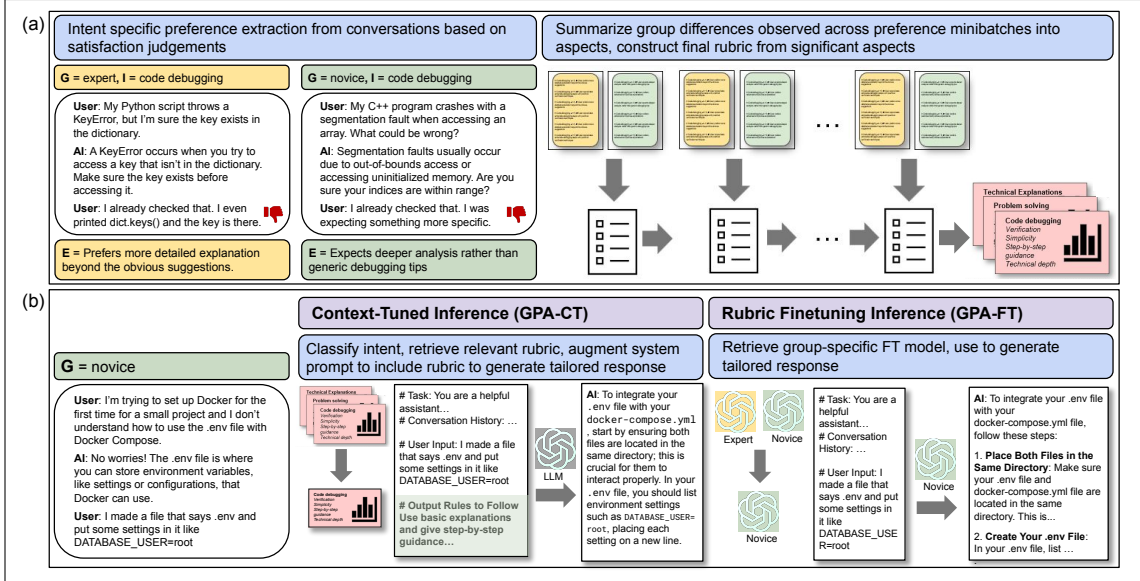 (a)
Intent specific preference extraction from conversations based on
satisfaction judgements
Summarize group differences observed across preference minibatches into
aspects, construct final rubric from significant aspects
G = expert, I = code debugging
G = novice, I = code debugging
User: My Python script throws a
KeyError, but I'm sure the key exists
in the dictionary.
AI: A KeyError occurs when you try to
access a key that isn't in the dictionary.
Make sure the key exists before
accessing it.
User: I already checked that. I even
printed dict.keys() and the key is there.
User: My C++ program crashes with a
segmentation fault when accessing an
array. What could be wrong?
AI: Segmentation faults usually occur
due to out-of-bounds access or
accessing uninitialized memory. Are you
sure your indices are within range?
User: I already checked that. I was
expecting something more specific.
E = Prefers more detailed explanation
beyond the obvious suggestions.
E = Expects deeper analysis rather than
generic debugging tips
...
...
Technical Explanations
Problem solving
Code debugging
Verification
Simplicity
Step-by-step
guidance
Technical depth
(b)
Context-Tuned Inference (GPA-CT)
Rubric Finetuning Inference (GPA-FT)
Classify intent, retrieve relevant rubric, augment system
prompt to include rubric to generate tailored response
Retrieve group-specific FT model, use to generate
tailored response
G = novice
User: I'm trying to set up Docker for the
first time for a small project and I don't
understand how to use the .env file with
Docker Compose.
AI: No worries! The .env file is where
you can store environment variables,
like settings or configurations, that
Docker can use.
User: I made a file that says .env and
put some settings in it like
DATABASE_USER=root
Technical Explanations
Problem solving
Code debugging
Verification
Simplicity
Step-by-step
guidance
Technical depth
Code debugging
Verification
Simplicity
Step-by-step
guidance
Technical depth
# Task: You are a helpful
assistant…
# Conversation History: …
# User Input: I made a file
that says .env and put
some settings in it like
DATABASE_USER=root
# Output Rules to Follow
Use basic explanations
and give step-by-step
guidance…
LLM
AI: To integrate your
.env file with your
docker-compose.yml,
start by ensuring both
files are located in the
same directory; this is
crucial for them to
interact properly. In
your .env file, you
should list
environment settings
such as DATABASE_USER=
root, placing each
setting on a new line.
Expert
Novice
Novice
# Task: You are a
helpful
assistant…
# Conversation
History: …
# User Input: I
made a file that
says .env and put
some settings in
it like
DATABASE_USE
R=root
Novice
AI: To integrate your .env file
with your
docker-compose.yml file,
follow these steps:
1. Place Both Files in the
Same Directory: Make sure
your .env file and
docker-compose.yml file are
located in the same
directory. This is...
2. Create Your .env File:
In your .env file, list …